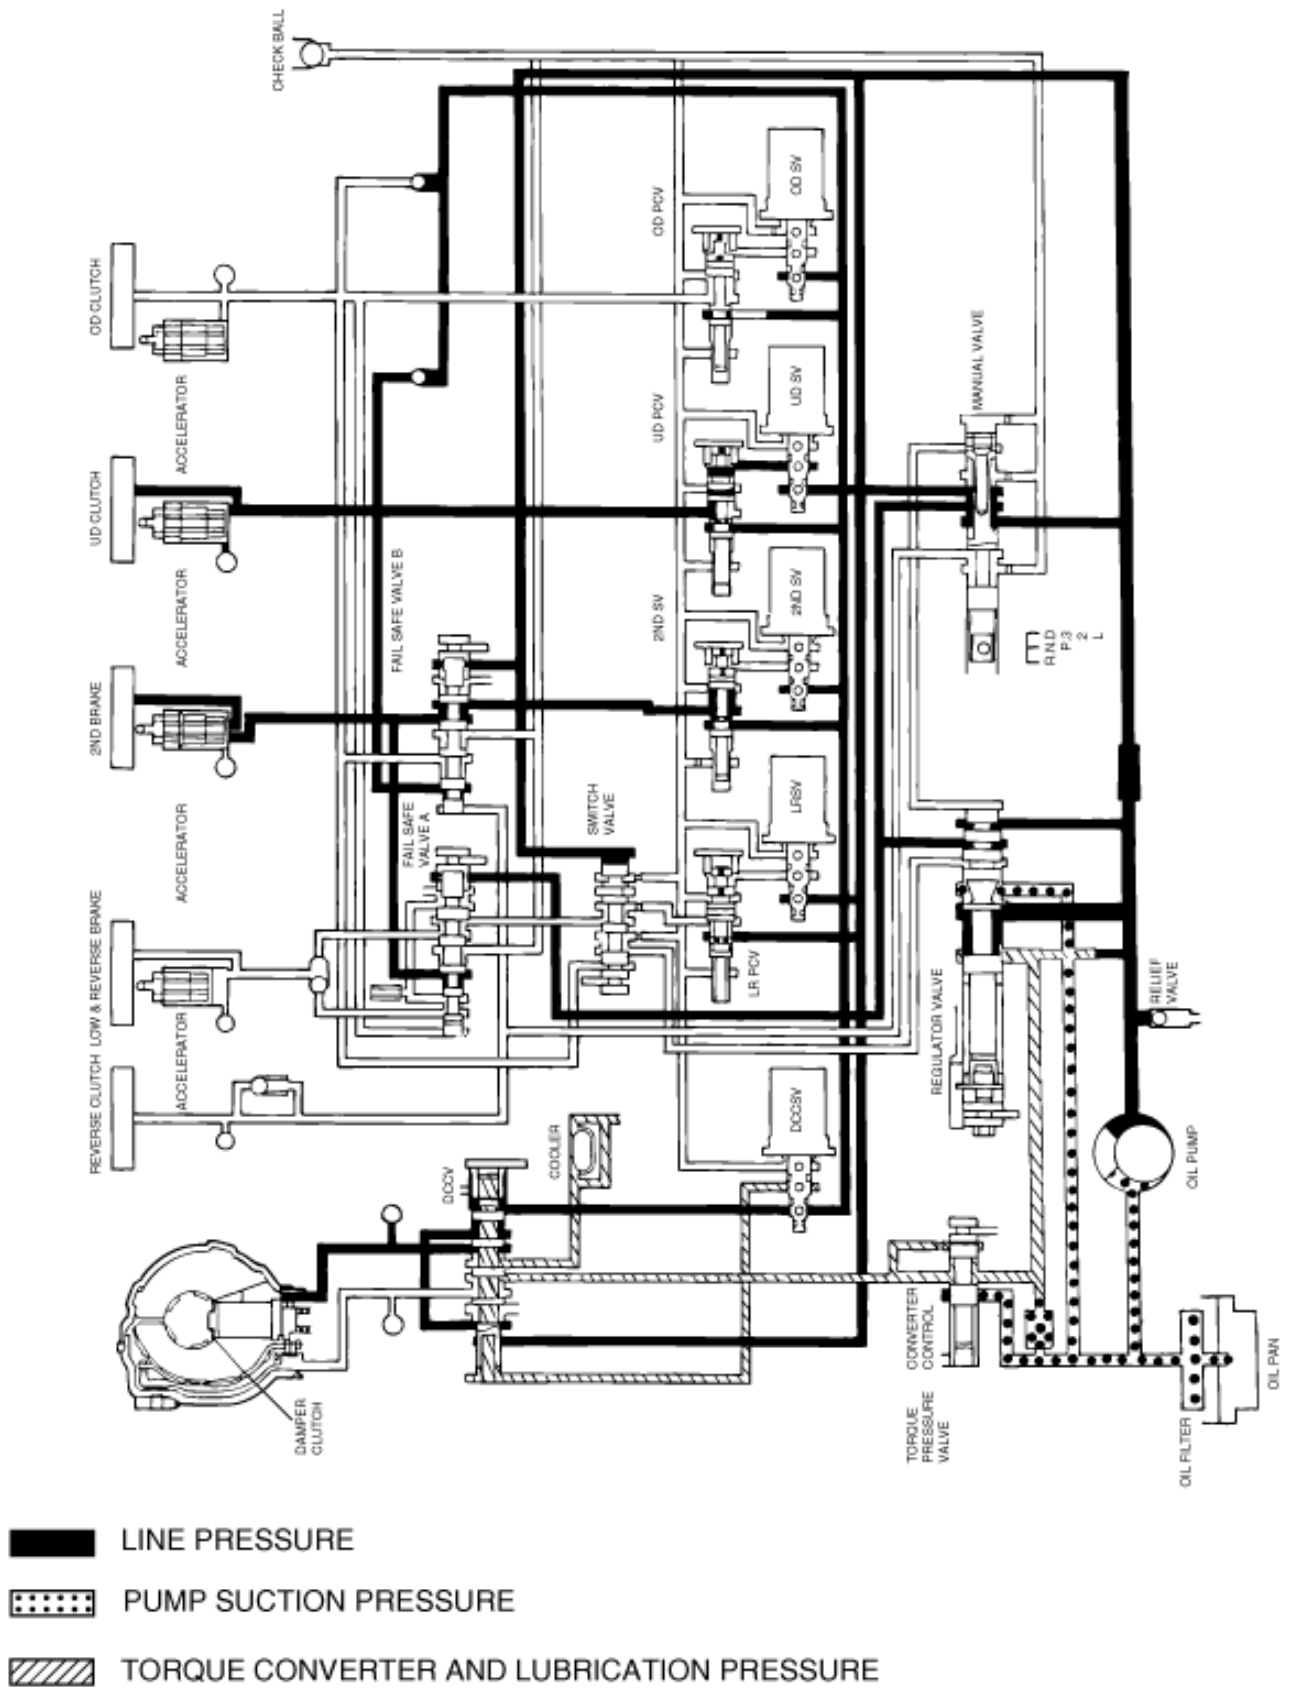 CHECK BALL
OD CLUTCH
ACCELERATOR
UD CLUTCH
ACCELERATOR
2ND BRAKE
ACCELERATOR
LOW & REVERSE BRAKE
ACCELERATOR
REVERSE CLUTCH
FAIL SAFE VALVE B
FAIL SAFE
VALVE A
SWITCH
VALVE
OD PCV
OD SV
UD PCV
UD SV
2ND SV
2ND SV
LRSV
LR PCV
DCCSV
DCCV
COOLER
MANUAL VALVE
R.N.D
P.3
2
L
REGULATOR VALVE
RELIEF
VALVE
OIL PUMP
CONVERTER
CONTROL
TORQUE
PRESSURE
VALVE
OIL FILTER
OIL PAN
DAMPER
CLUTCH
LINE PRESSURE
PUMP SUCTION PRESSURE
TORQUE CONVERTER AND LUBRICATION PRESSURE